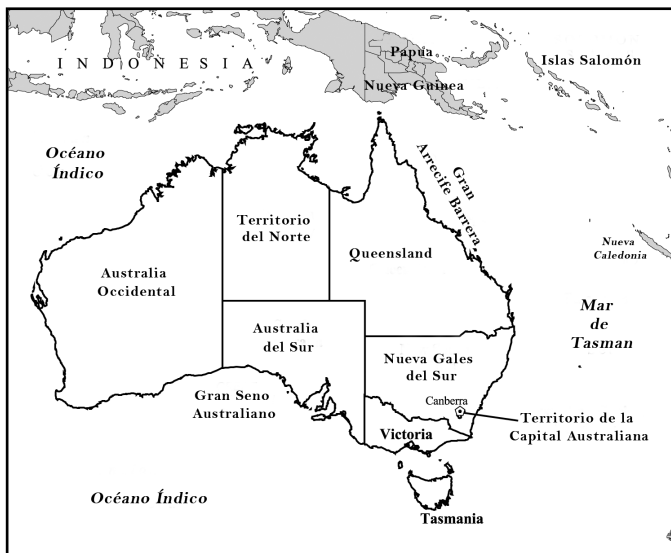 Papua
Nueva Guinea
INDONESIA
Islas Salomón
Océano
Índico
Gran
Arrecife Barrera
Territorio
del Norte
Queensland
Nueva
Caledonia
Australia
Occidental
Mar
de
Tasman
Australia
del Sur
Nueva Gales
del Sur
Gran Seno
Australiano
Canberra
Territorio de la
Capital Australiana
Victoria
Océano Índico
Tasmania